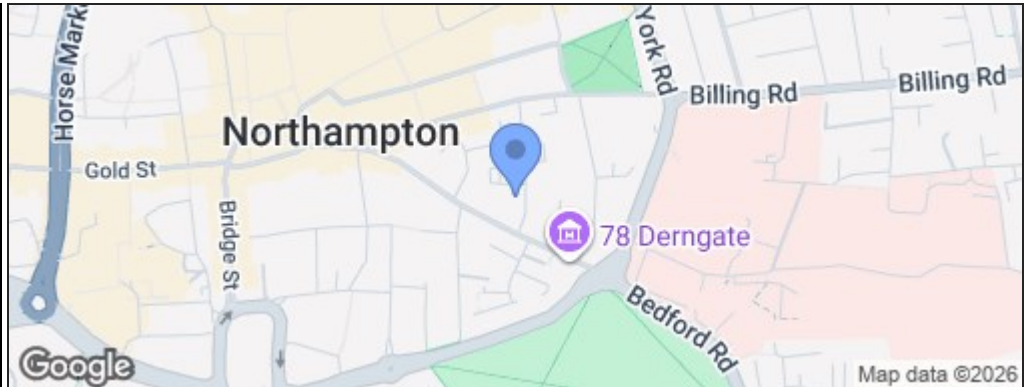 Horse Mark
York Rd
Billing Rd
Billing Rd
Northampton
Gold St
Bridge St
78 Derngate
Bedford Rd
Google
Map data ©2026